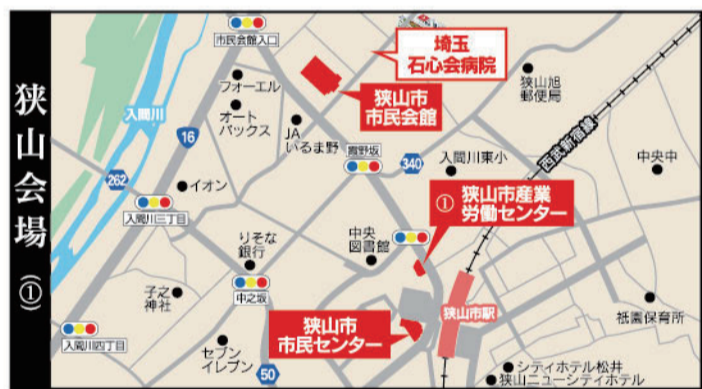 狭山会場(①)
市民会館入口
埼玉
石心会病院
フォーエル
狭山市
市民会館
狭山旭
郵便局
入間川
オート
バックス
16
JA
いるま野
西武新宿線
霞野坂
340
入間川東小
中央中
262
イオン
入間川三丁目
① 狭山市産業
労働センター
りそな
銀行
中央
図書館
子之
神社
中之坂
狭山市駅
祇園保育所
狭山市
市民センター
入間川四丁目
セブン
イレブン
50
シティホテル松井
狭山ニューシティホテル